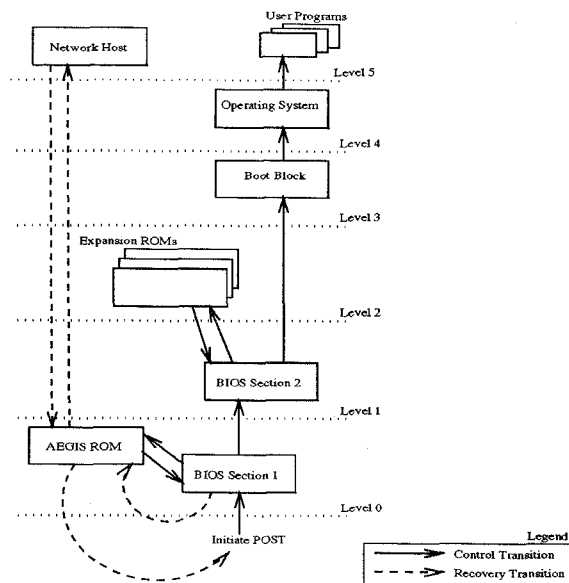 User Programs
Network Host
Level 5
Operating System
Level 4
Boot Block
Level 3
Expansion ROMs
Level 2
BIOS Section 2
Level 1
AEGIS ROM
BIOS Section 1
Level 0
Initiate POST
Legend
Control Transition
Recovery Transition